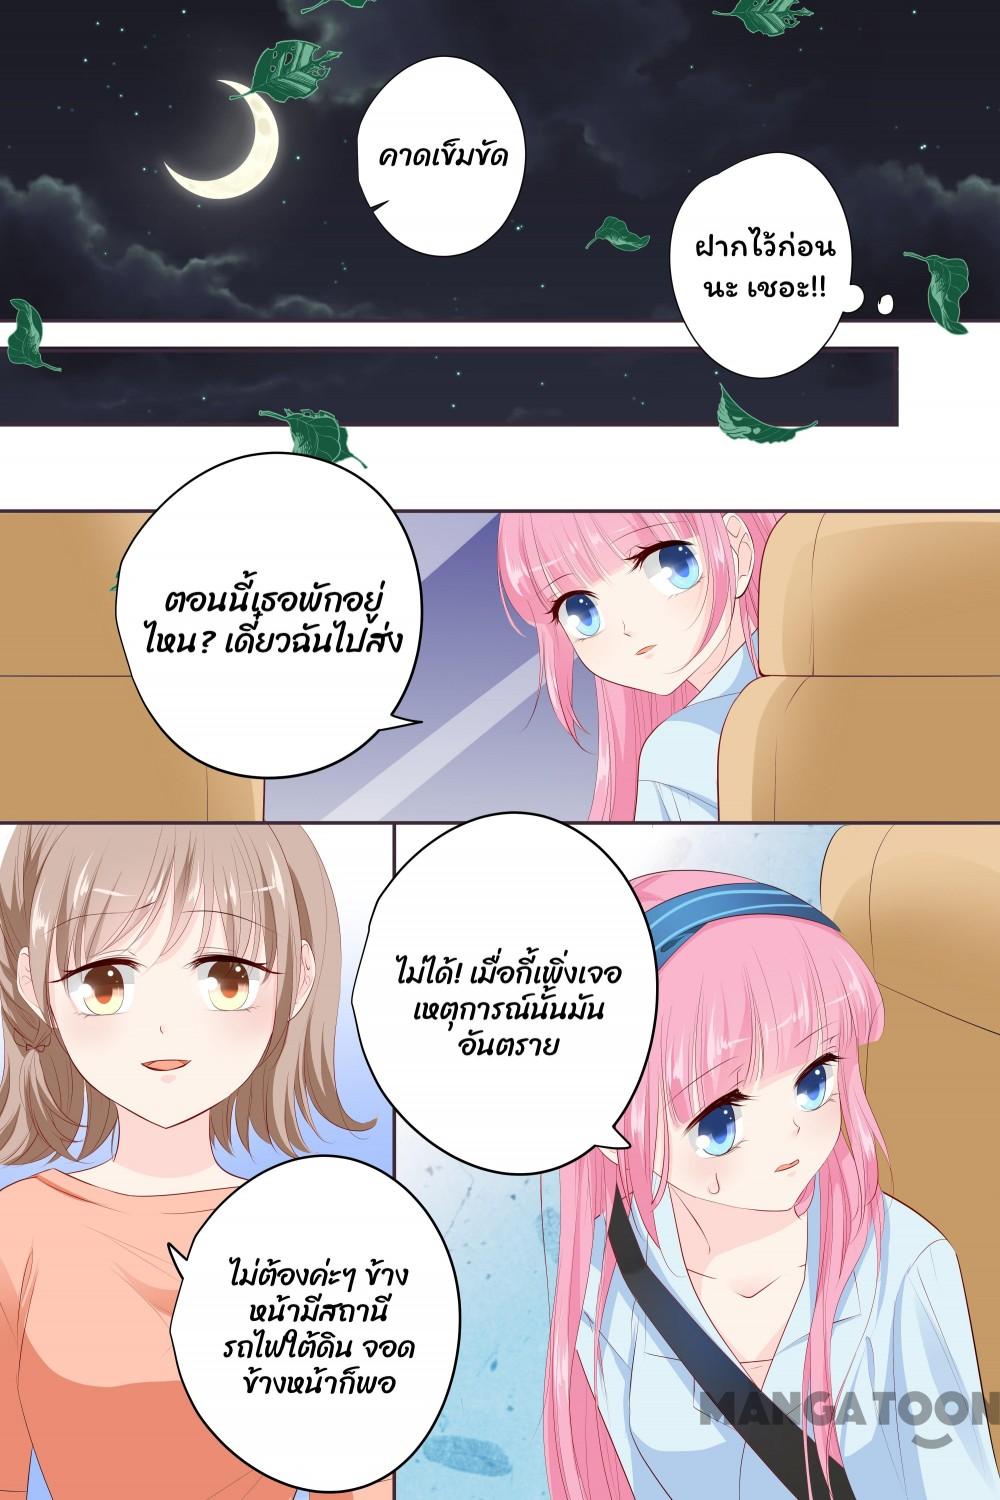 คาดเข็มขัด
ฝากไว้ก่อน
นะ เชอะ!!
ตอนนี้เธอพักอยู่
ไหน? เดี๋ยวฉันไปส่ง
ไม่ได้! เมื่อกี้เพิ่งเจอ
เหตุการณ์นั้นมัน
อันตราย
ไม่ต้องค่ะๆ ข้าง
หน้ามีสถานี
รถไฟใต้ดิน จอด
ข้างหน้าก็พอ
MANGATOON